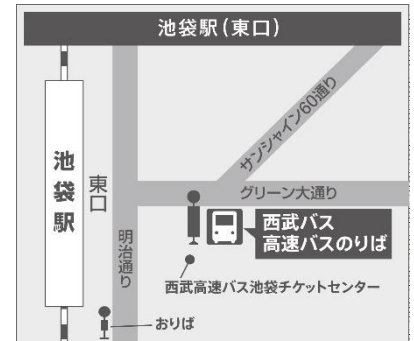 池袋駅(東口)
サンシャイン60通り
池袋駅
東口
グリーン大通り
西武バス
高速バスのりば
明治通り
西武高速バス池袋チケットセンター
おりば